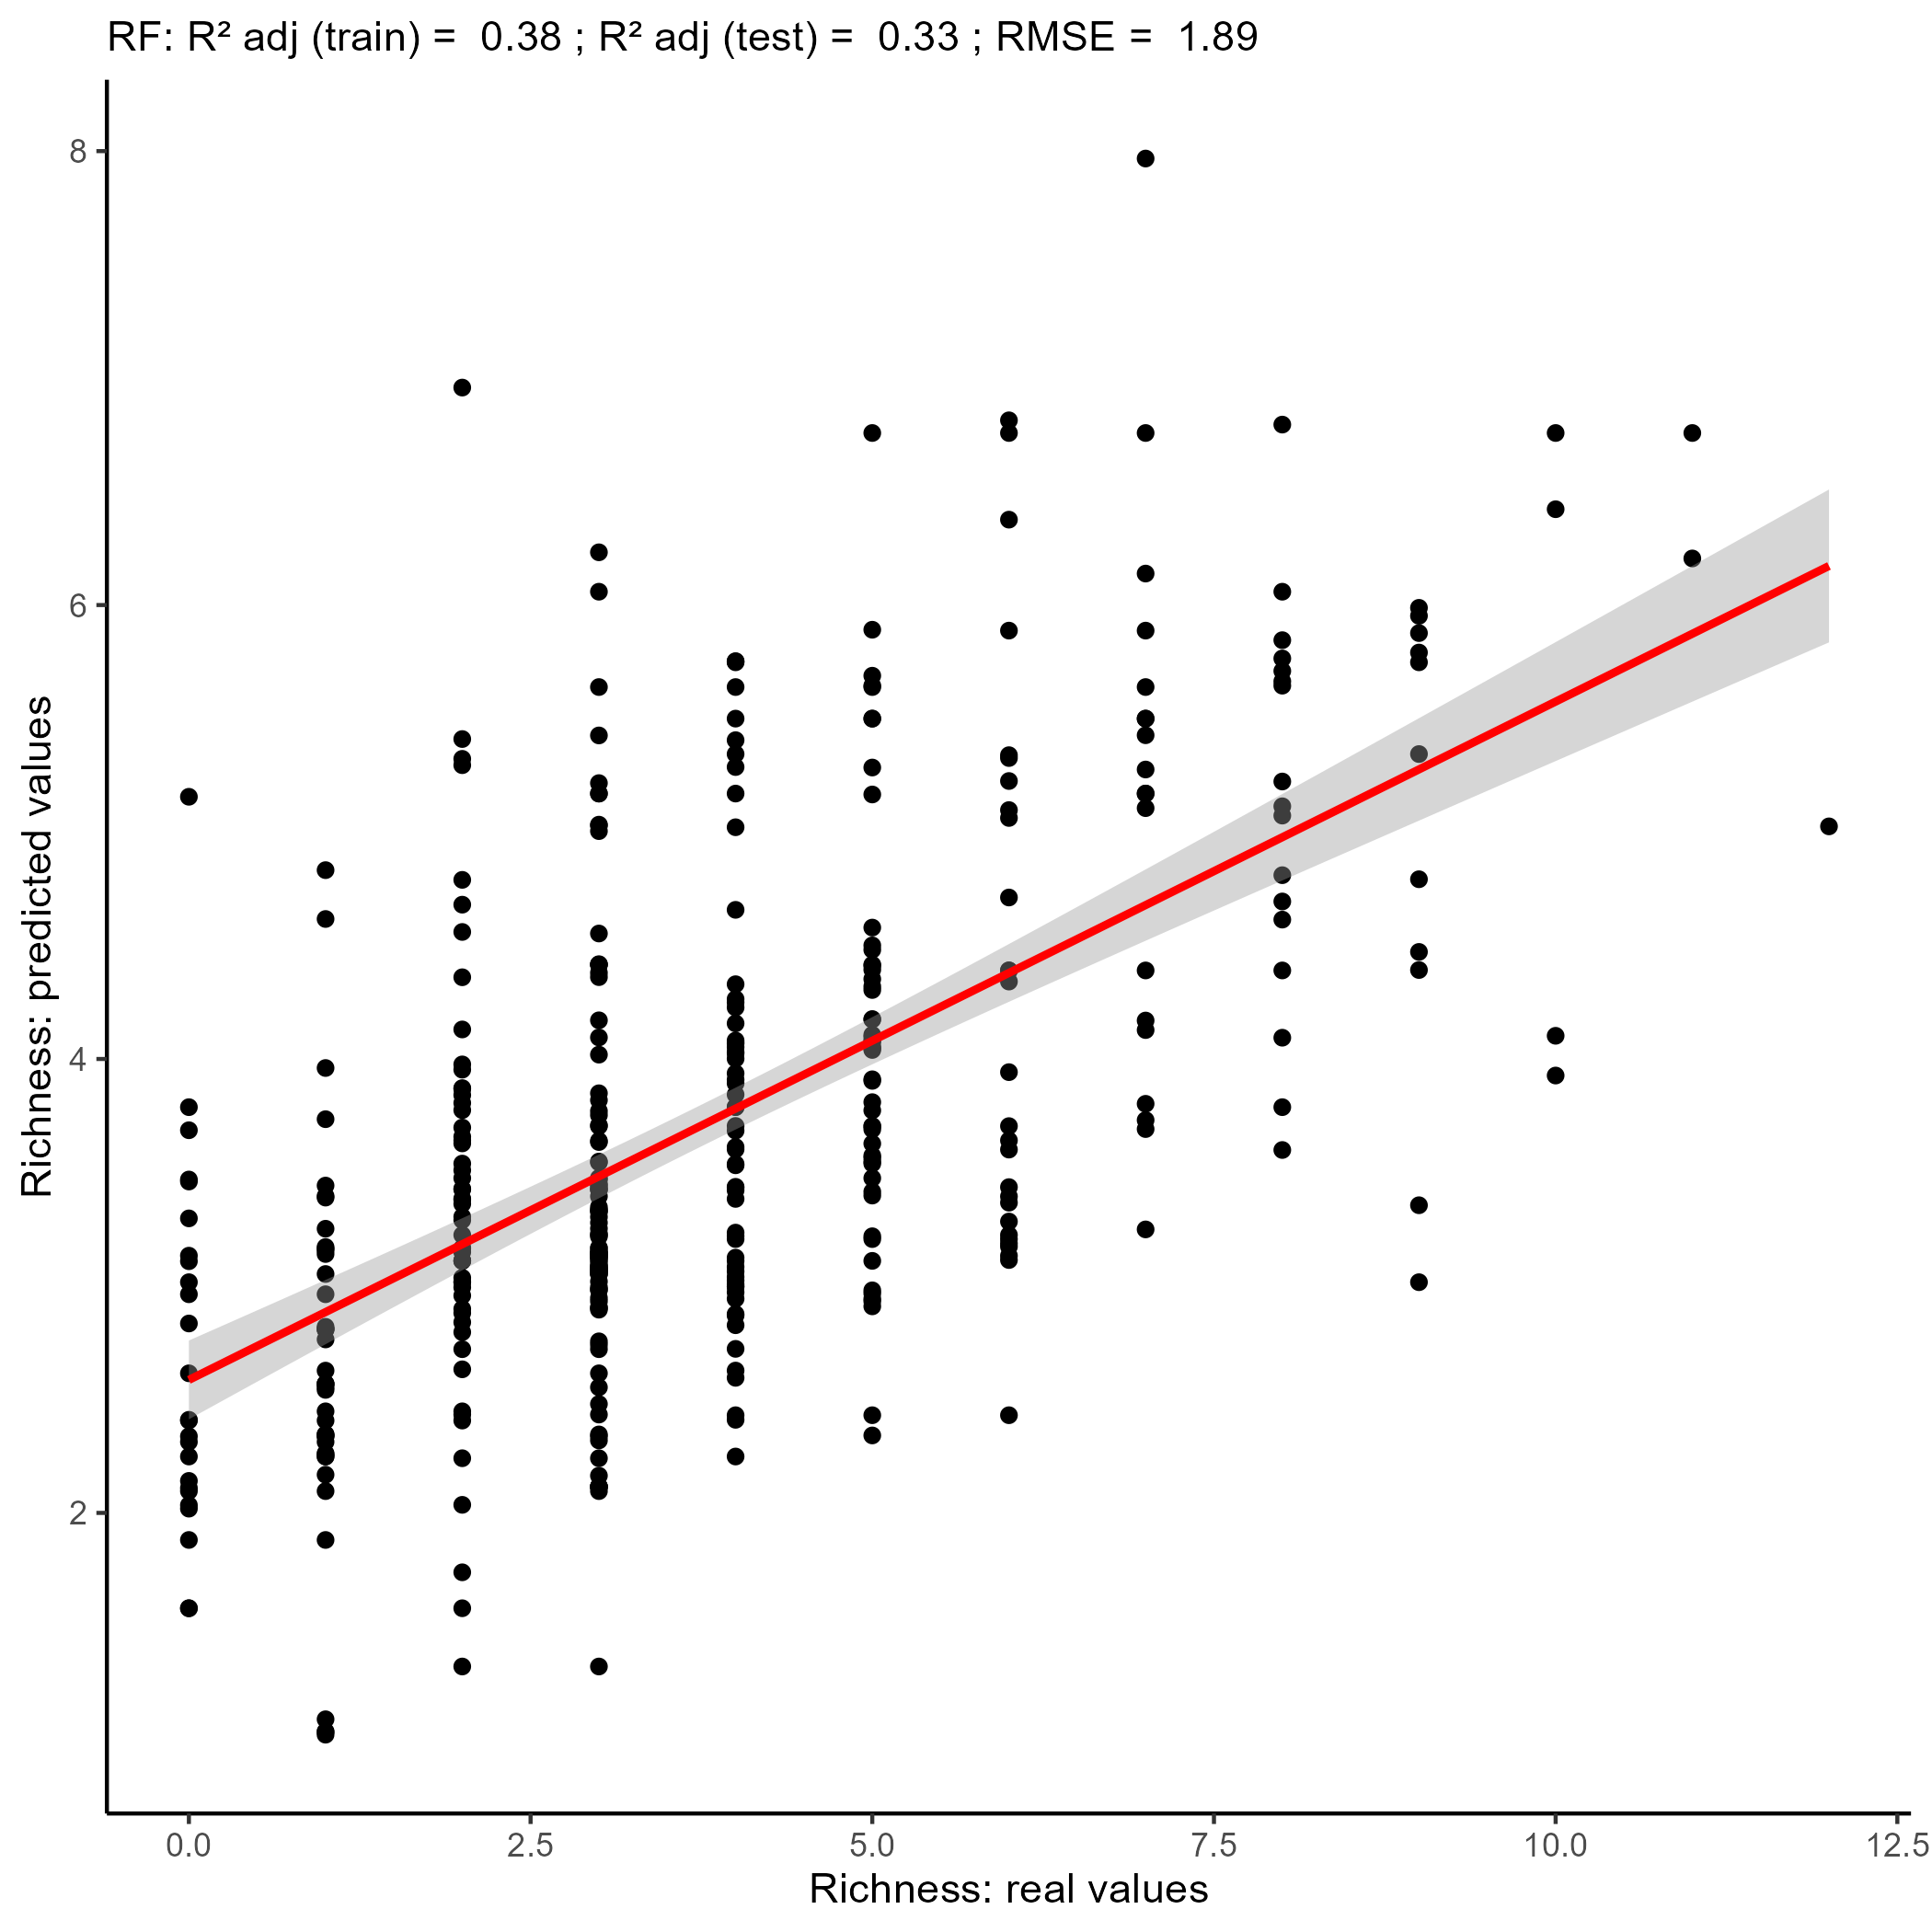 RF: R² adj (train) =  0.38 ; R² adj (test) =  0.33 ; RMSE =  1.89
8
6
4
2
Richness: predicted values
0.0 2.5 5.0 7.5 10.0 12.5
Richness: real values